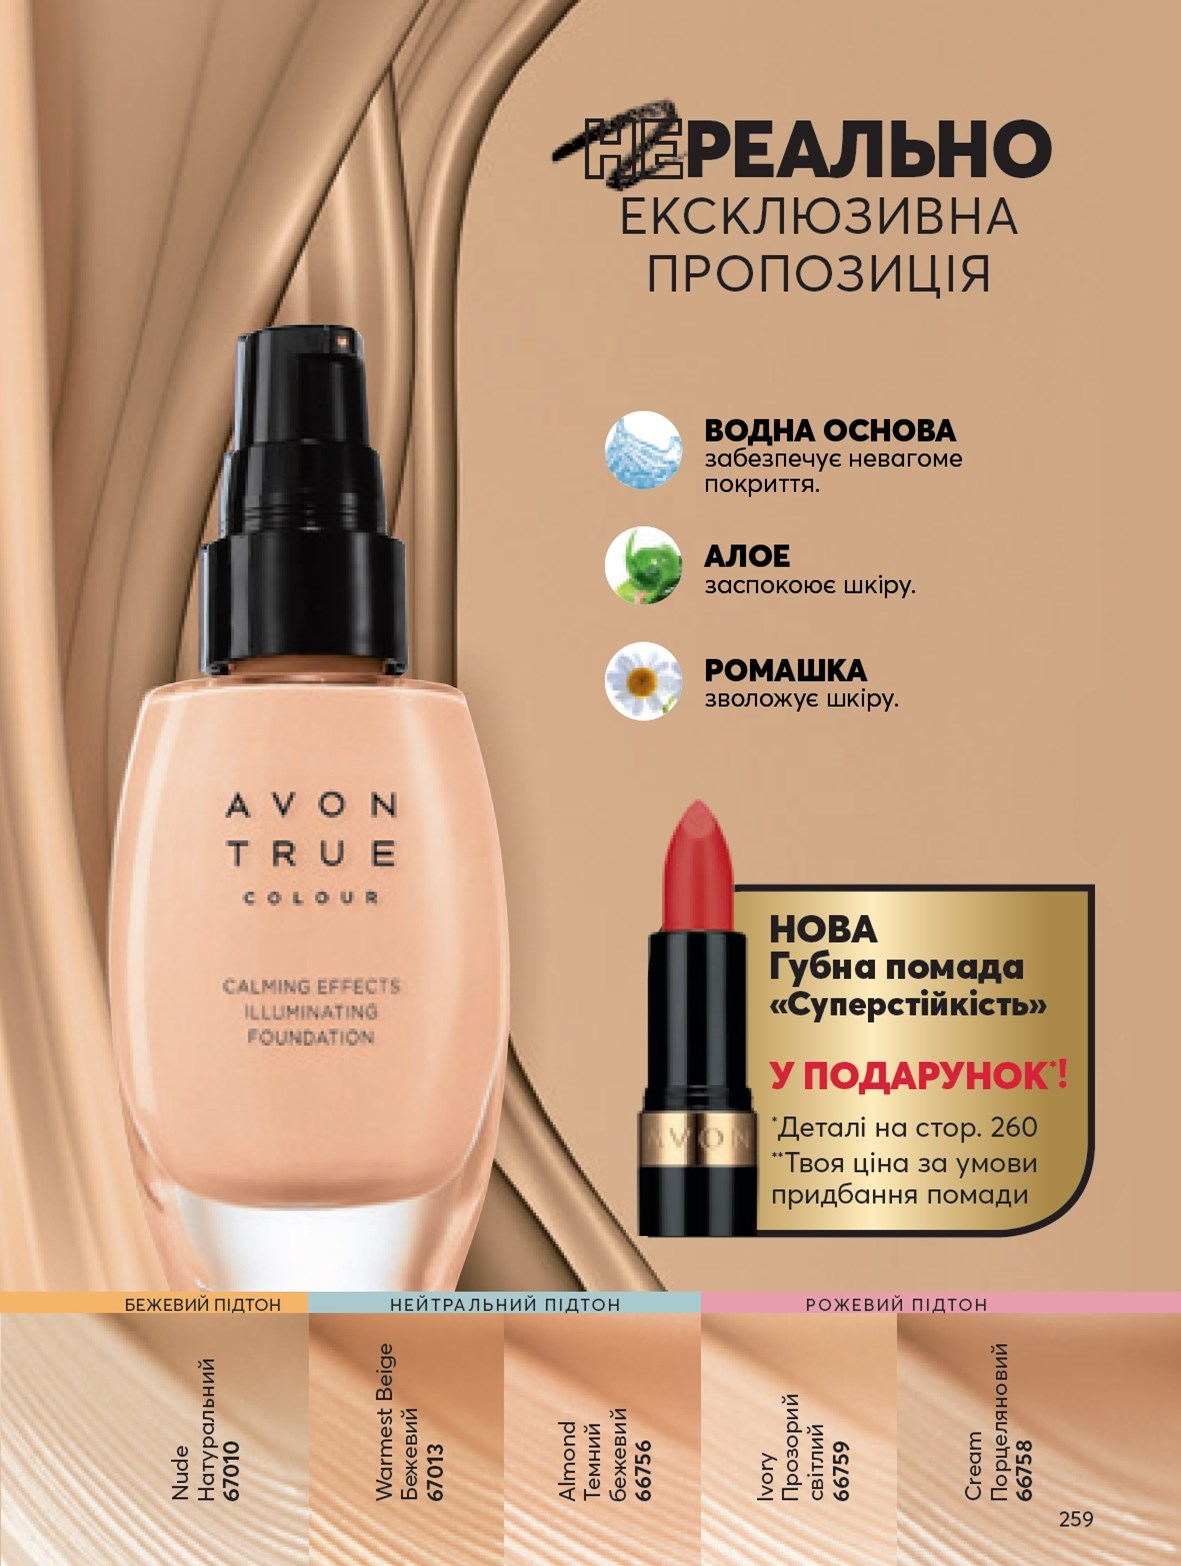 НЕРЕАЛЬНО
ЕКСКЛЮЗИВНА
ПРОПОЗИЦІЯ
ВОДНА ОСНОВА
забезпечує невагоме
покриття.
АЛОЕ
заспокоює шкіру.
РОМАШКА
зволожує шкіру.
AVON
TRUE
COLOUR
CALMING EFFECTS
ILLUMINATING
FOUNDATION
НОВА
Губна помада
«Суперстійкість»
У ПОДАРУНОК*!
*Деталі на стор. 260
**Твоя ціна за умови
придбання помади
AVON
БЕЖЕВИЙ ПІДТОН
НЕЙТРАЛЬНИЙ ПІДТОН
РОЖЕВИЙ ПІДТОН
Nude
Натуральний
67010
Warmest Beige
Бежевий
67013
Almond
Темний
бежевий
66756
Ivory
Прозорий
світлий
66759
Cream
Порцеляновий
66758
259